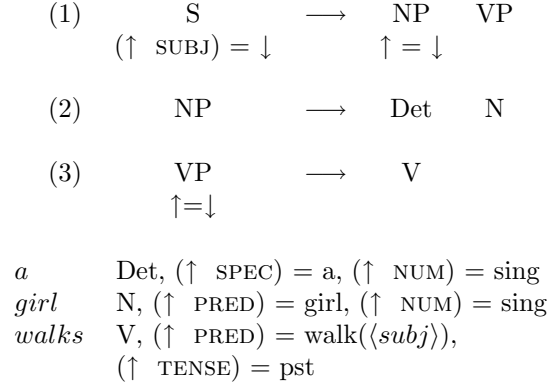 (1) S ⟶ NP VP
(↑ SUBJ) = ↓ ↑ = ↓
(2) NP ⟶ Det N
(3) VP ⟶ V
↑=↓
a Det, (↑ SPEC) = a, (↑ NUM) = sing
girl N, (↑ PRED) = girl, (↑ NUM) = sing
walks V, (↑ PRED) = walk(⟨subj⟩),
(↑ TENSE) = pst